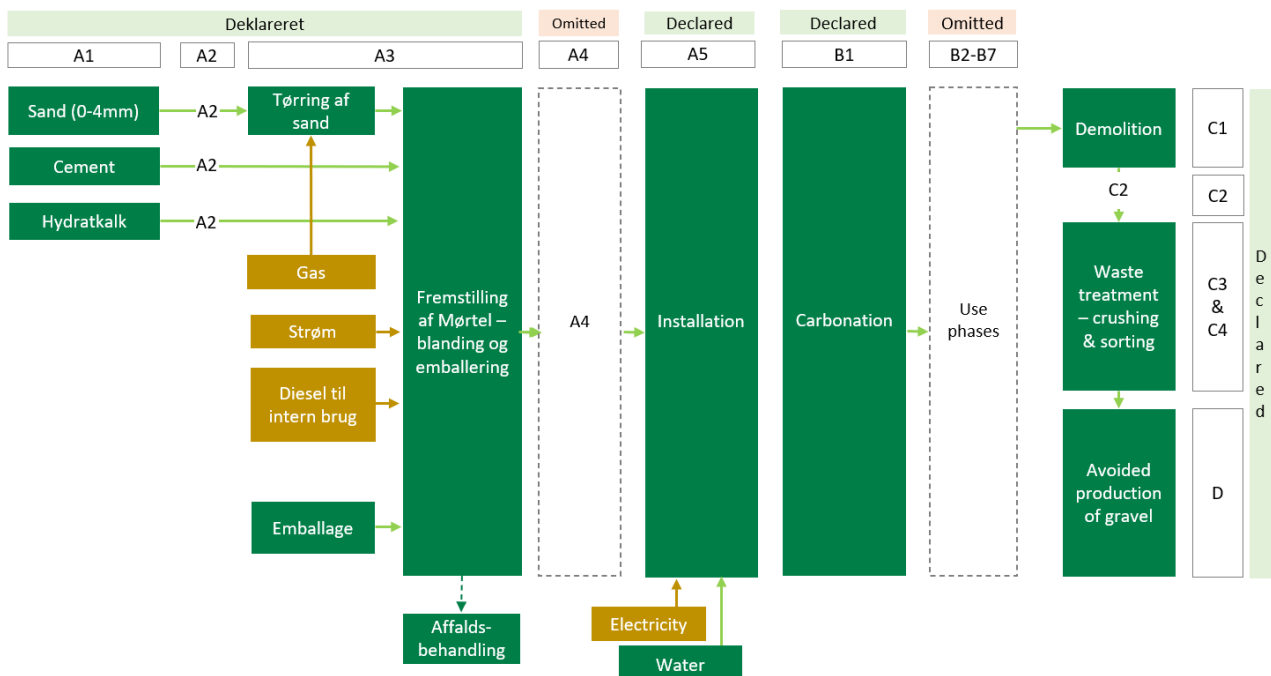 Deklareret
Omitted
Declared
Declared
Omitted
A1
A2
A3
A4
A5
B1
B2-B7
Sand (0-4mm)
A2
Tørring af
sand
Cement
A2
Hydratkalk
A2
Gas
Strøm
Diesel til
intern brug
Emballage
Fremstilling
af Mørtel –
blanding og
emballering
Affalds-
behandling
A4
Installation
Electricity
Water
Carbonation
Use
phases
Demolition
C1
C2
C2
Waste
treatment
– crushing
& sorting
C3
&
C4
Avoided
production
of gravel
D
Declared